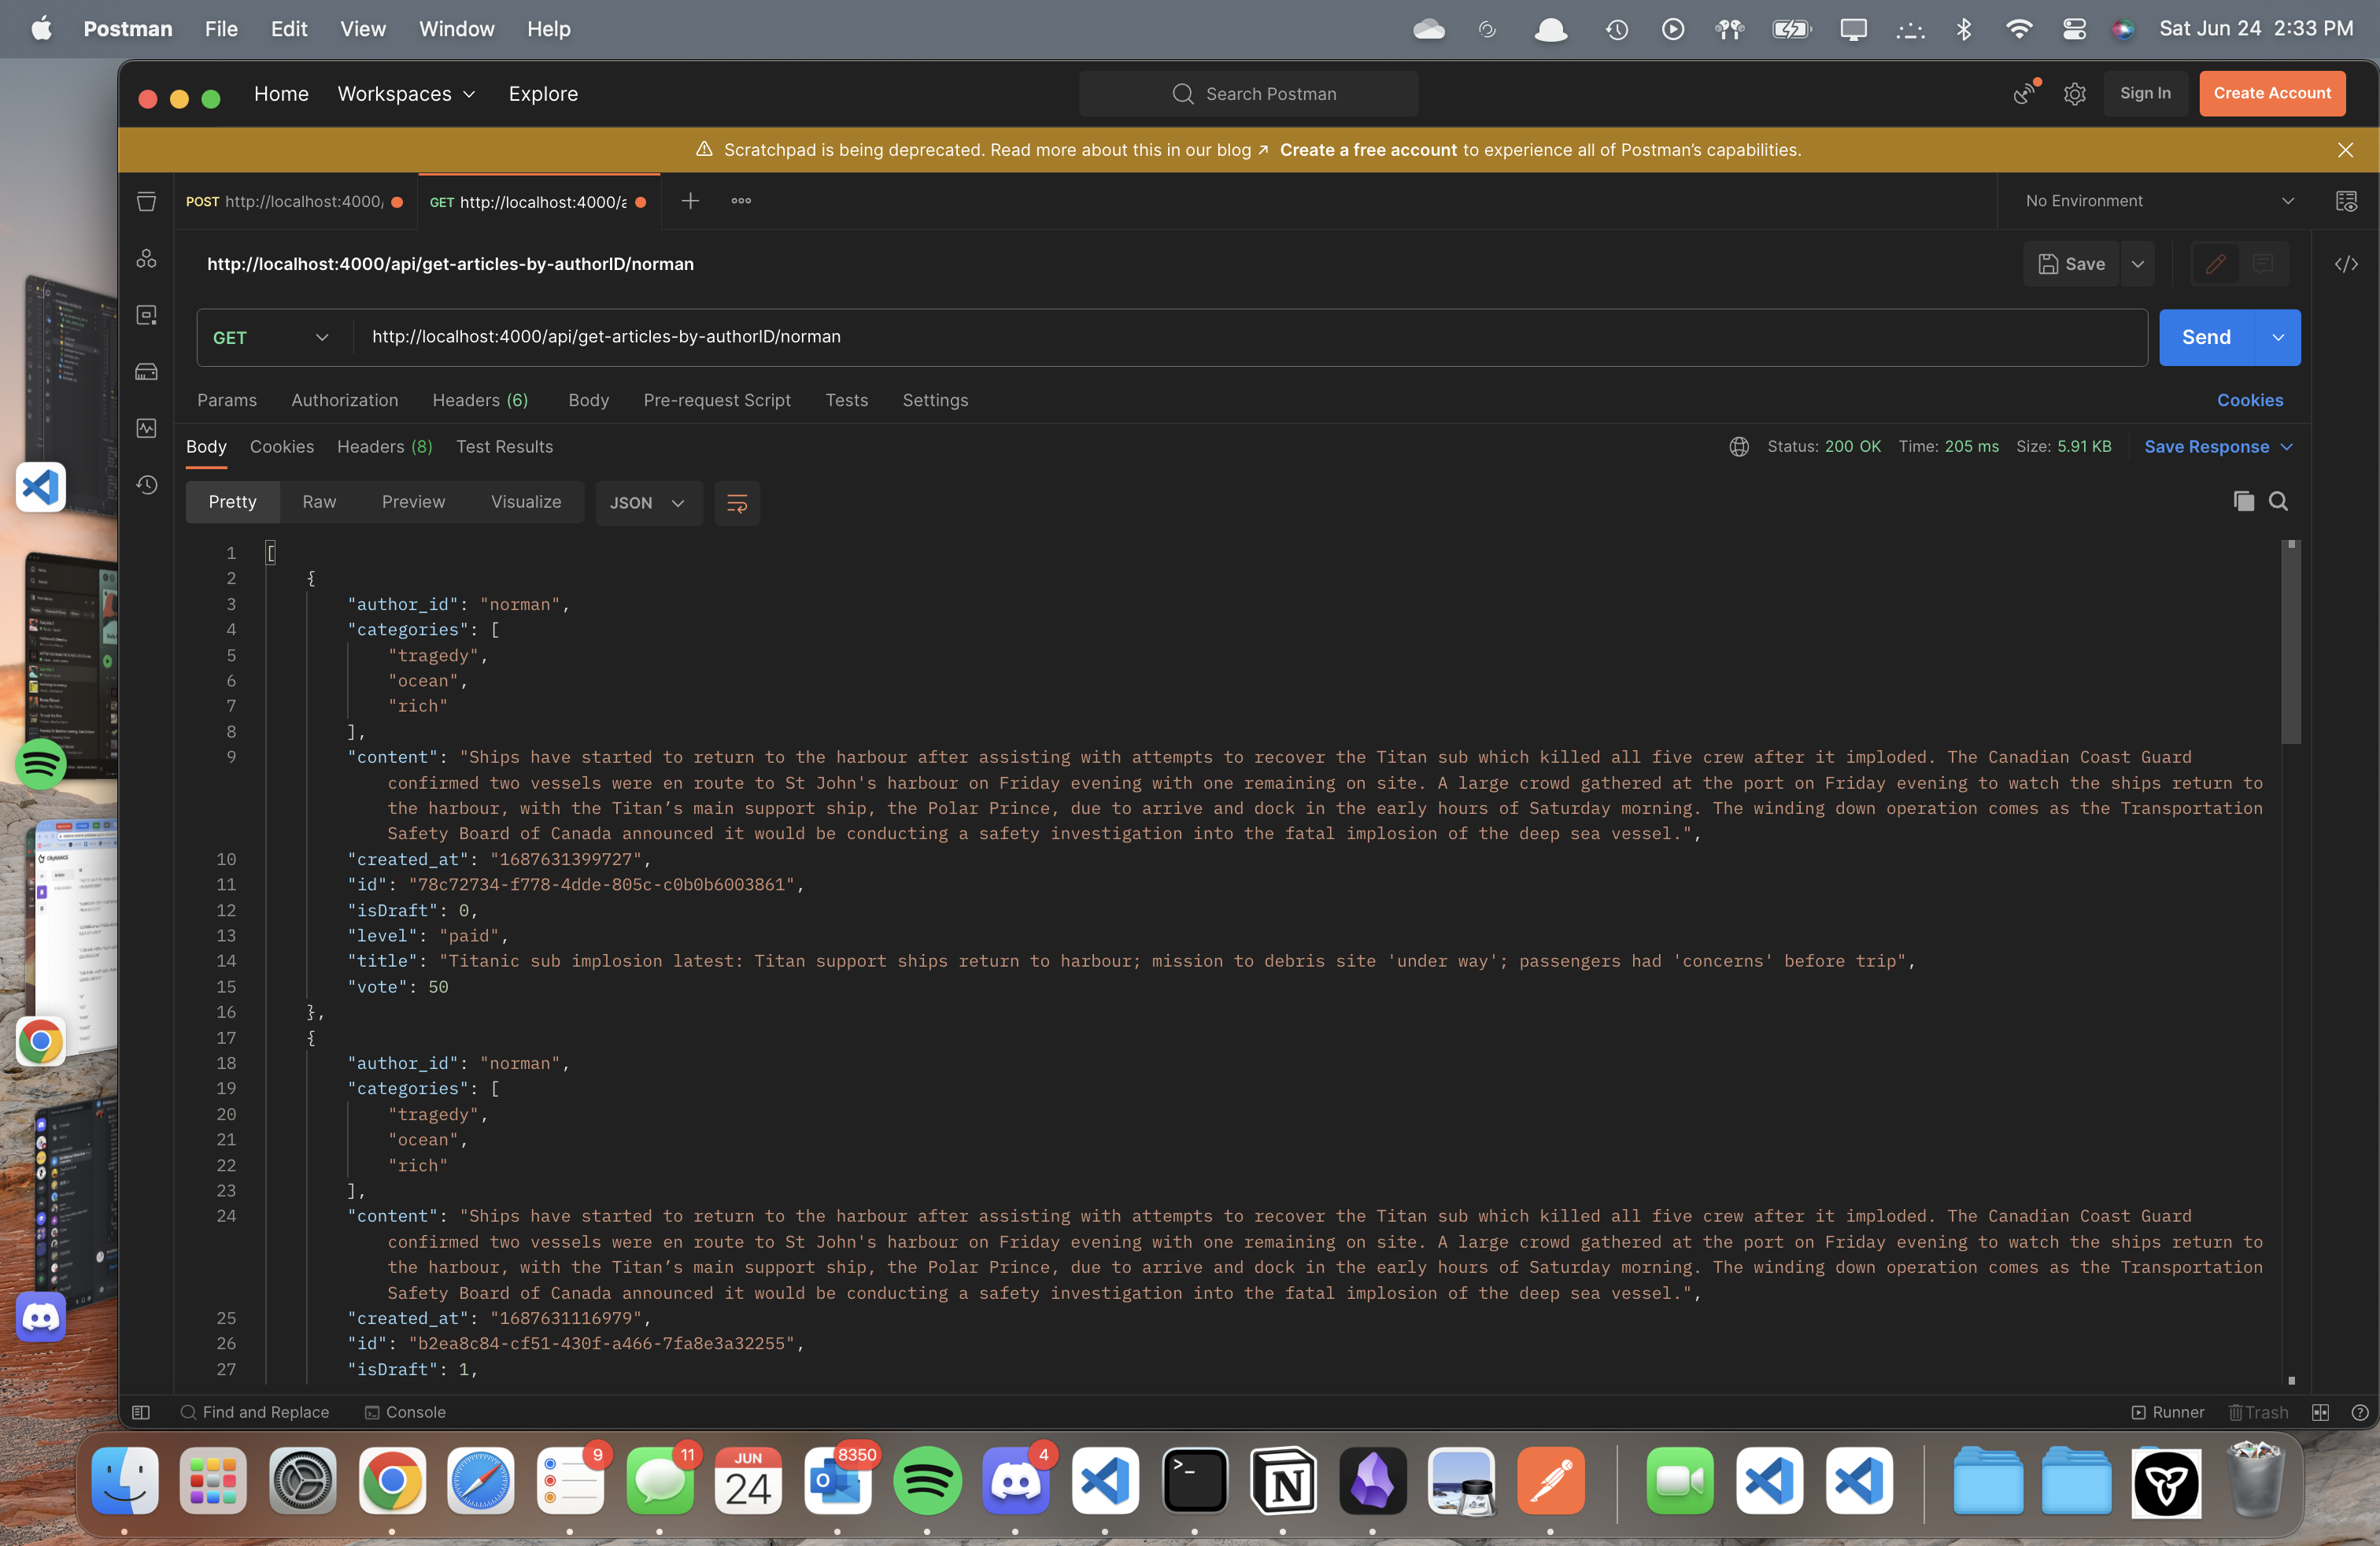 Postman File Edit View Window Help Sat Jun 24 2:33 PM
Home Workspaces Explore Search Postman Sign In Create Account
Scratchpad is being deprecated. Read more about this in our blog ↗ Create a free account to experience all of Postman’s capabilities.
POST http://localhost:4000/ GET http://localhost:4000/a No Environment
http://localhost:4000/api/get-articles-by-authorID/norman Save
GET http://localhost:4000/api/get-articles-by-authorID/norman Send
Params Authorization Headers (6) Body Pre-request Script Tests Settings Cookies
Body Cookies Headers (8) Test Results Status: 200 OK Time: 205 ms Size: 5.91 KB Save Response
Pretty Raw Preview Visualize JSON
1 [
2 {
3 "author_id": "norman",
4 "categories": [
5 "tragedy",
6 "ocean",
7 "rich"
8 ],
9 "content": "Ships have started to return to the harbour after assisting with attempts to recover the Titan sub which killed all five crew after it imploded. The Canadian Coast Guard
confirmed two vessels were en route to St John's harbour on Friday evening with one remaining on site. A large crowd gathered at the port on Friday evening to watch the ships return to
the harbour, with the Titan’s main support ship, the Polar Prince, due to arrive and dock in the early hours of Saturday morning. The winding down operation comes as the Transportation
Safety Board of Canada announced it would be conducting a safety investigation into the fatal implosion of the deep sea vessel.",
10 "created_at": "1687631399727",
11 "id": "78c72734-f778-4dde-805c-c0b0b6003861",
12 "isDraft": 0,
13 "level": "paid",
14 "title": "Titanic sub implosion latest: Titan support ships return to harbour; mission to debris site 'under way'; passengers had 'concerns' before trip",
15 "vote": 50
16 },
17 {
18 "author_id": "norman",
19 "categories": [
20 "tragedy",
21 "ocean",
22 "rich"
23 ],
24 "content": "Ships have started to return to the harbour after assisting with attempts to recover the Titan sub which killed all five crew after it imploded. The Canadian Coast Guard
confirmed two vessels were en route to St John's harbour on Friday evening with one remaining on site. A large crowd gathered at the port on Friday evening to watch the ships return to
the harbour, with the Titan’s main support ship, the Polar Prince, due to arrive and dock in the early hours of Saturday morning. The winding down operation comes as the Transportation
Safety Board of Canada announced it would be conducting a safety investigation into the fatal implosion of the deep sea vessel.",
25 "created_at": "1687631116979",
26 "id": "b2ea8c84-cf51-430f-a466-7fa8e3a32255",
27 "isDraft": 1,
Find and Replace Console Runner Trash
9 11 JUN 24 8350 4